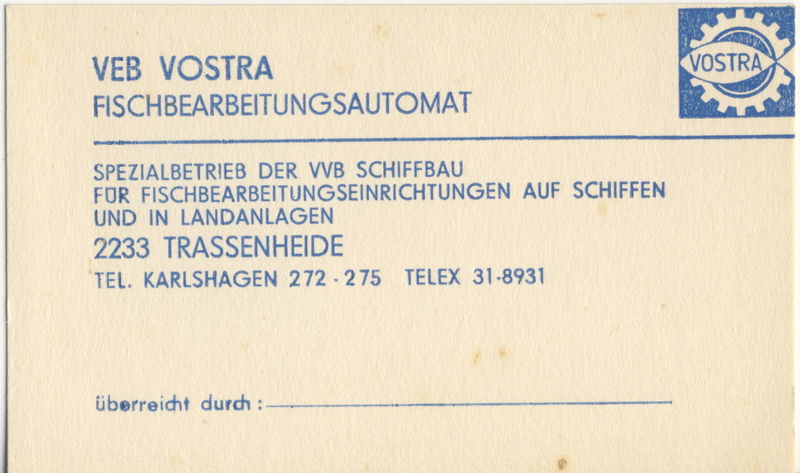 VEB VOSTRA
VOSTRA
FISCHBEARBEITUNGSAUTOMAT
SPEZIALBETRIEB DER VVB SCHIFFBAU
FÜR FISCHBEARBEITUNGSEINRICHTUNGEN AUF SCHIFFEN
UND IN LANDANLAGEN
2233 TRASSENHEIDE
TEL. KARLSHAGEN 272 - 275 TELEX 31-8931
überreicht durch :